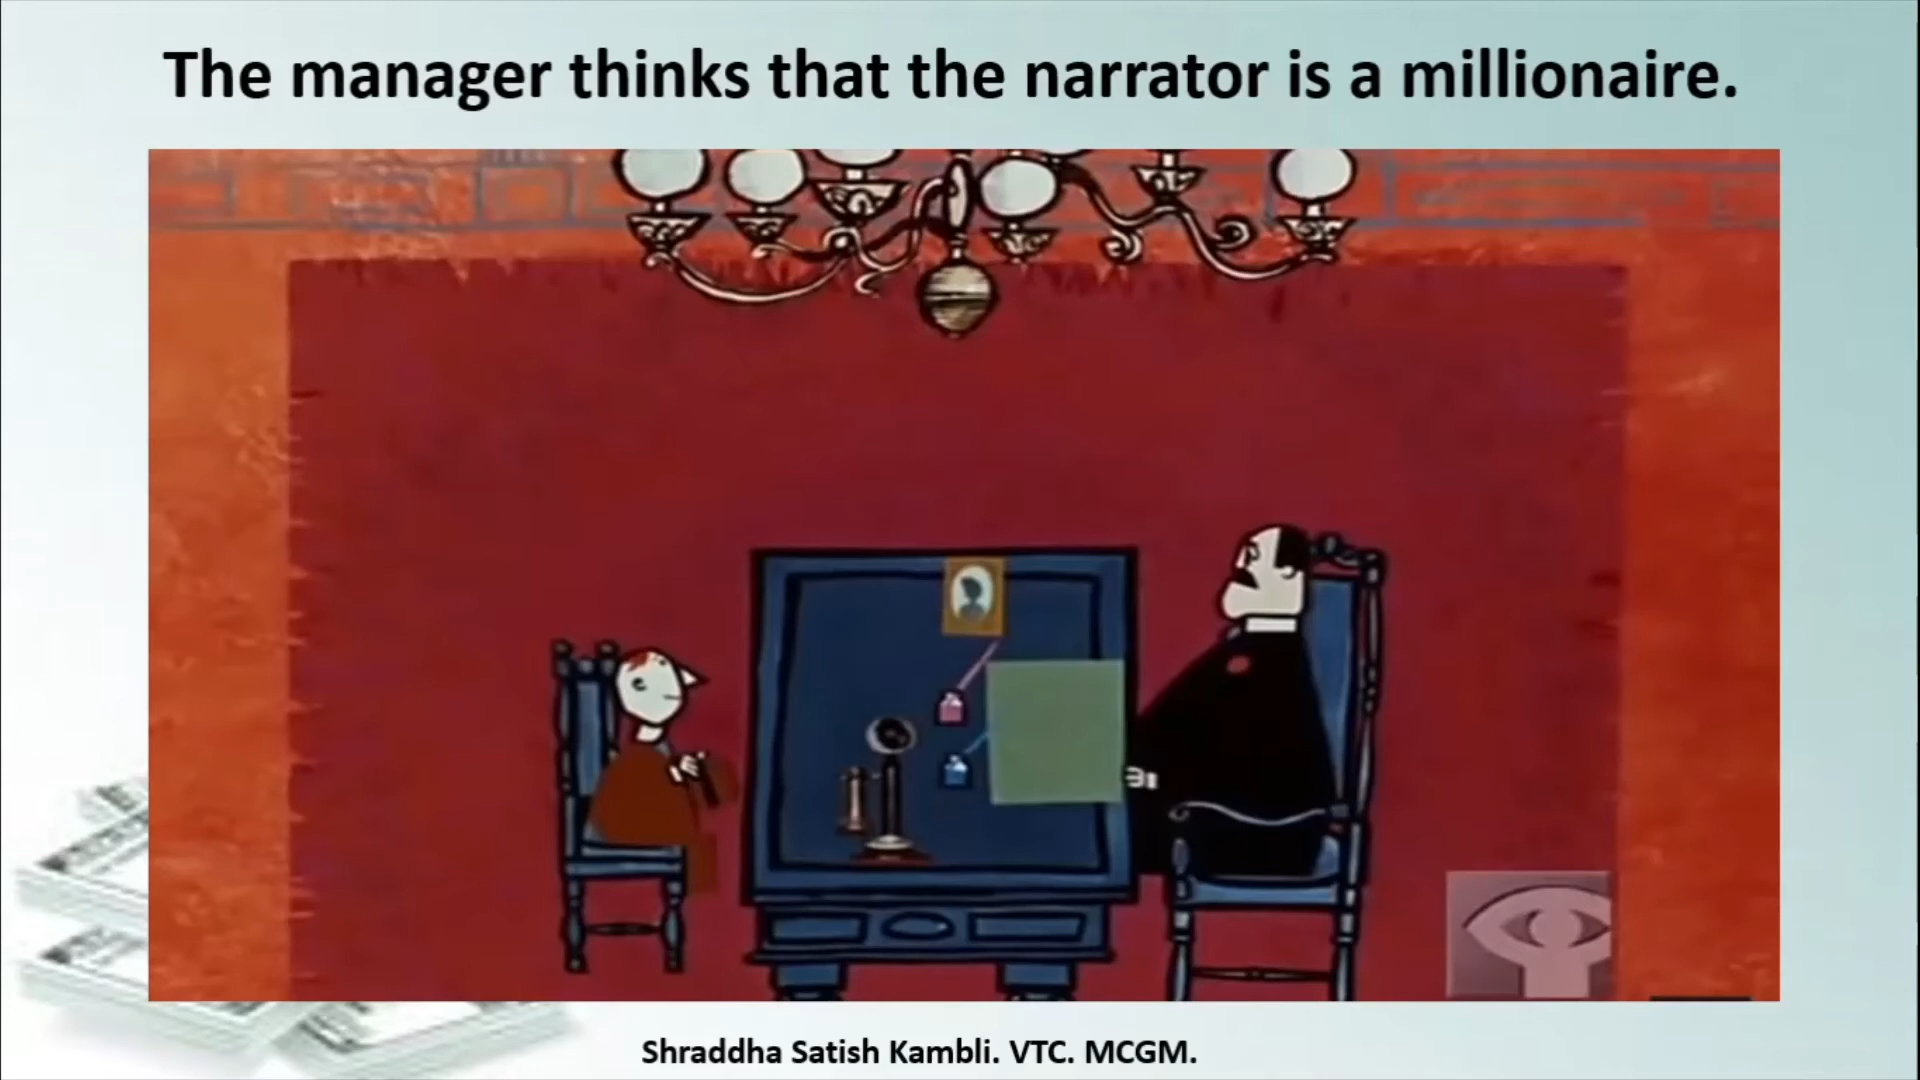 The manager thinks that the narrator is a millionaire.
Shraddha Satish Kambli. VTC. MCGM.